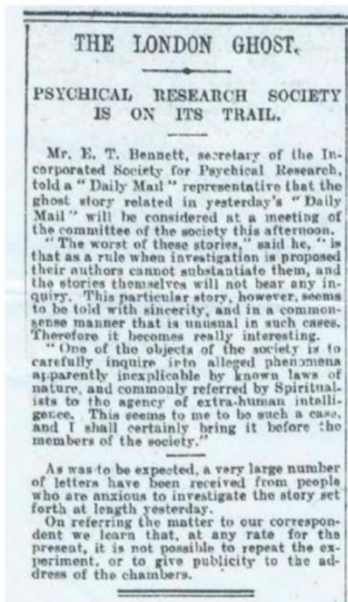 THE LONDON GHOST.
PSYCHICAL RESEARCH SOCIETY
IS ON ITS TRAIL.
Mr. E. T. Bennett, secretary of the In-
corporated Society for Psychical Research,
told a "Daily Mail" representative that the
ghost story related in yesterday's "Daily
Mail" will be considered at a meeting of
the committee of the society this afternoon.
"The worst of these stories," said he, "is
that as a rule when investigation is proposed
their authors cannot substantiate them, and
the stories themselves will not bear any in-
quiry. This particular story, however, seems
to be told with sincerity, and in a common-
sense manner that is unusual in such cases.
Therefore it becomes really interesting.
"One of the objects of the society is to
carefully inquire into alleged phenomena
apparently inexplicable by known laws of
nature, and commonly referred by Spiritual-
ists to the agency of extra-human intelli-
gence. This seems to me to be such a case,
and I shall certainly bring it before the
members of the society."
As was to be expected, a very large number
of letters have been received from people
who are anxious to investigate the story set
forth at length yesterday.
On referring the matter to our correspon-
dent we learn that, at any rate for the
present, it is not possible to repeat the ex-
periment, or to give publicity to the ad-
dress of the chambers.